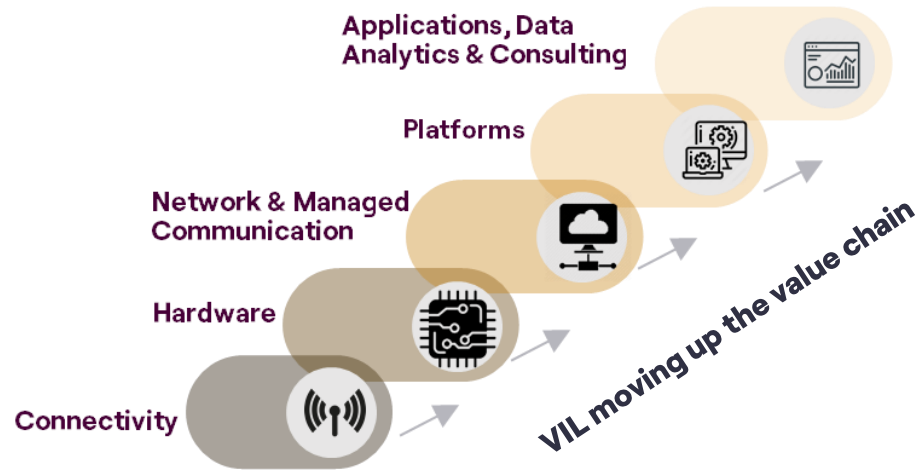 Applications, Data
Analytics & Consulting
Platforms
Network & Managed
Communication
Hardware
Connectivity
VIL moving up the value chain